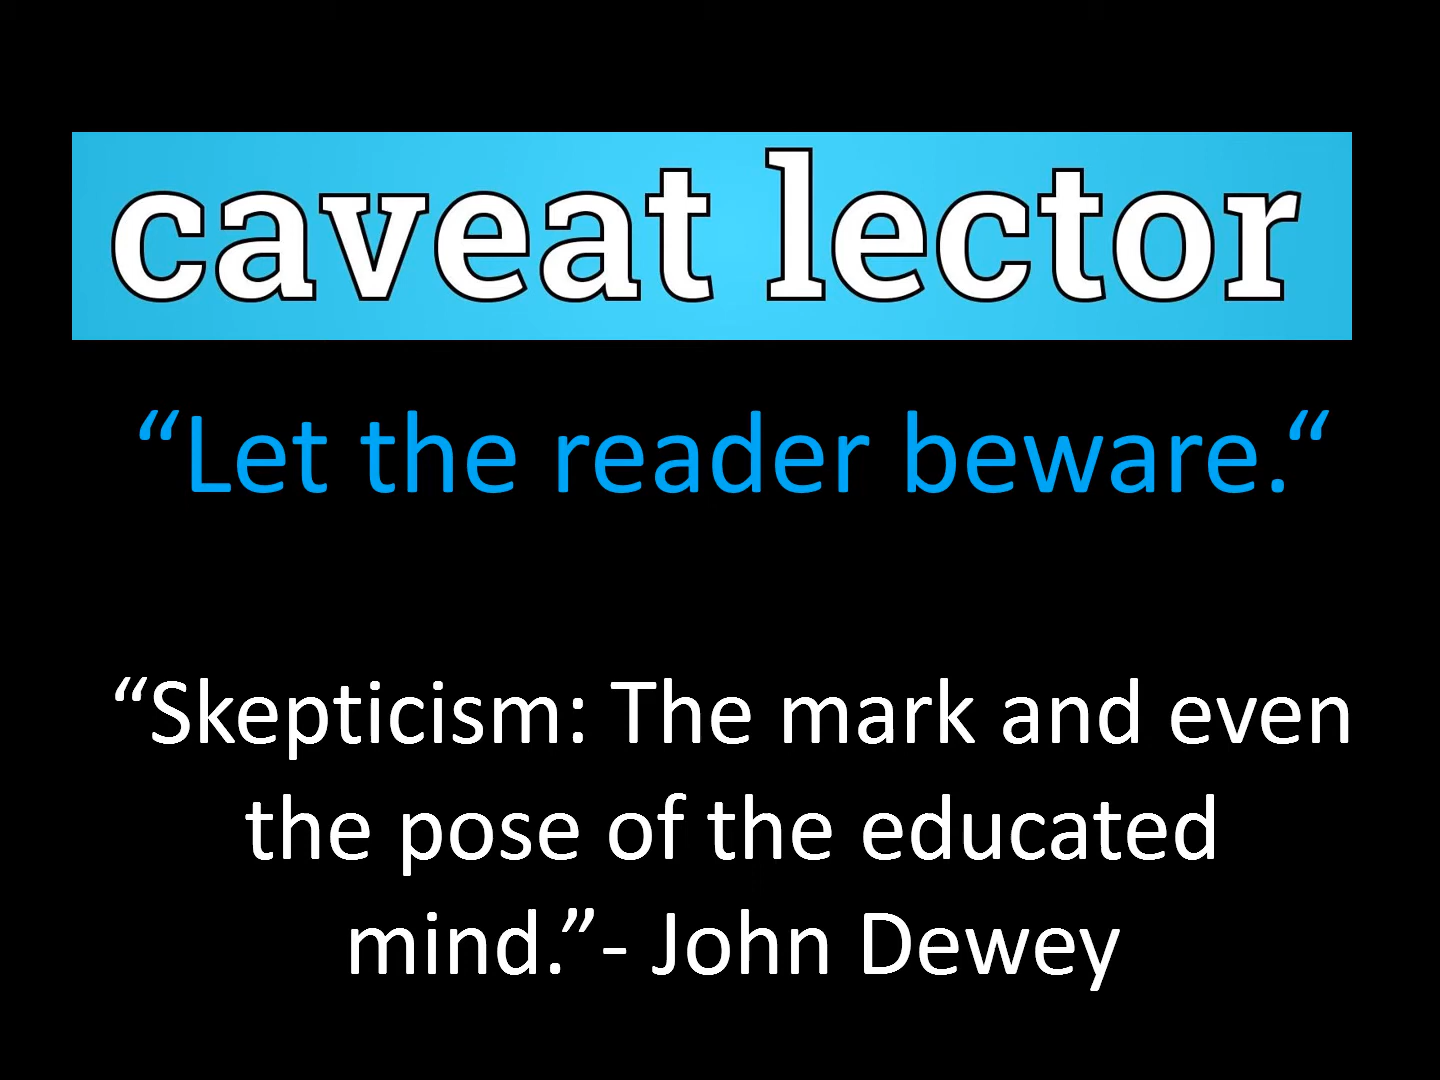 caveat lector
“Let the reader beware.“
“Skepticism: The mark and even
the pose of the educated
mind.”- John Dewey